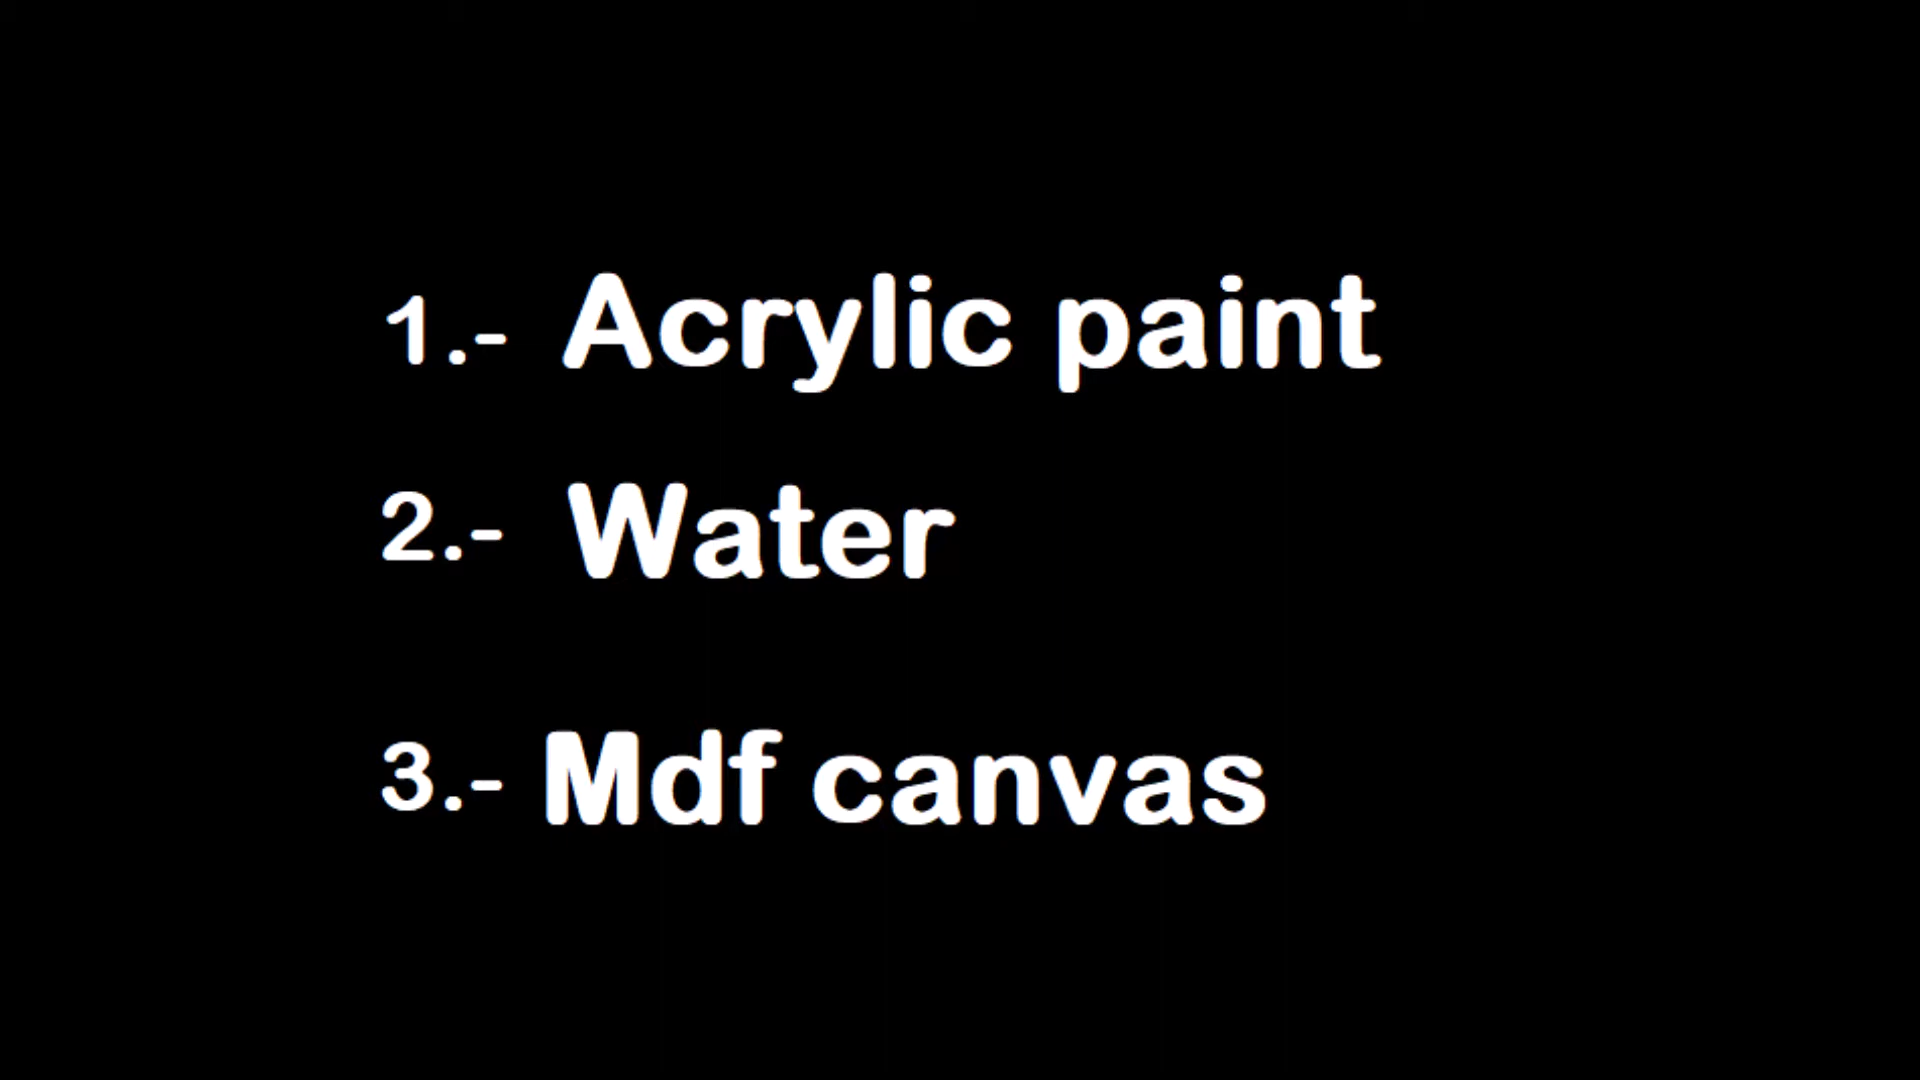 1.- Acrylic paint
2.- Water
3.- Mdf canvas